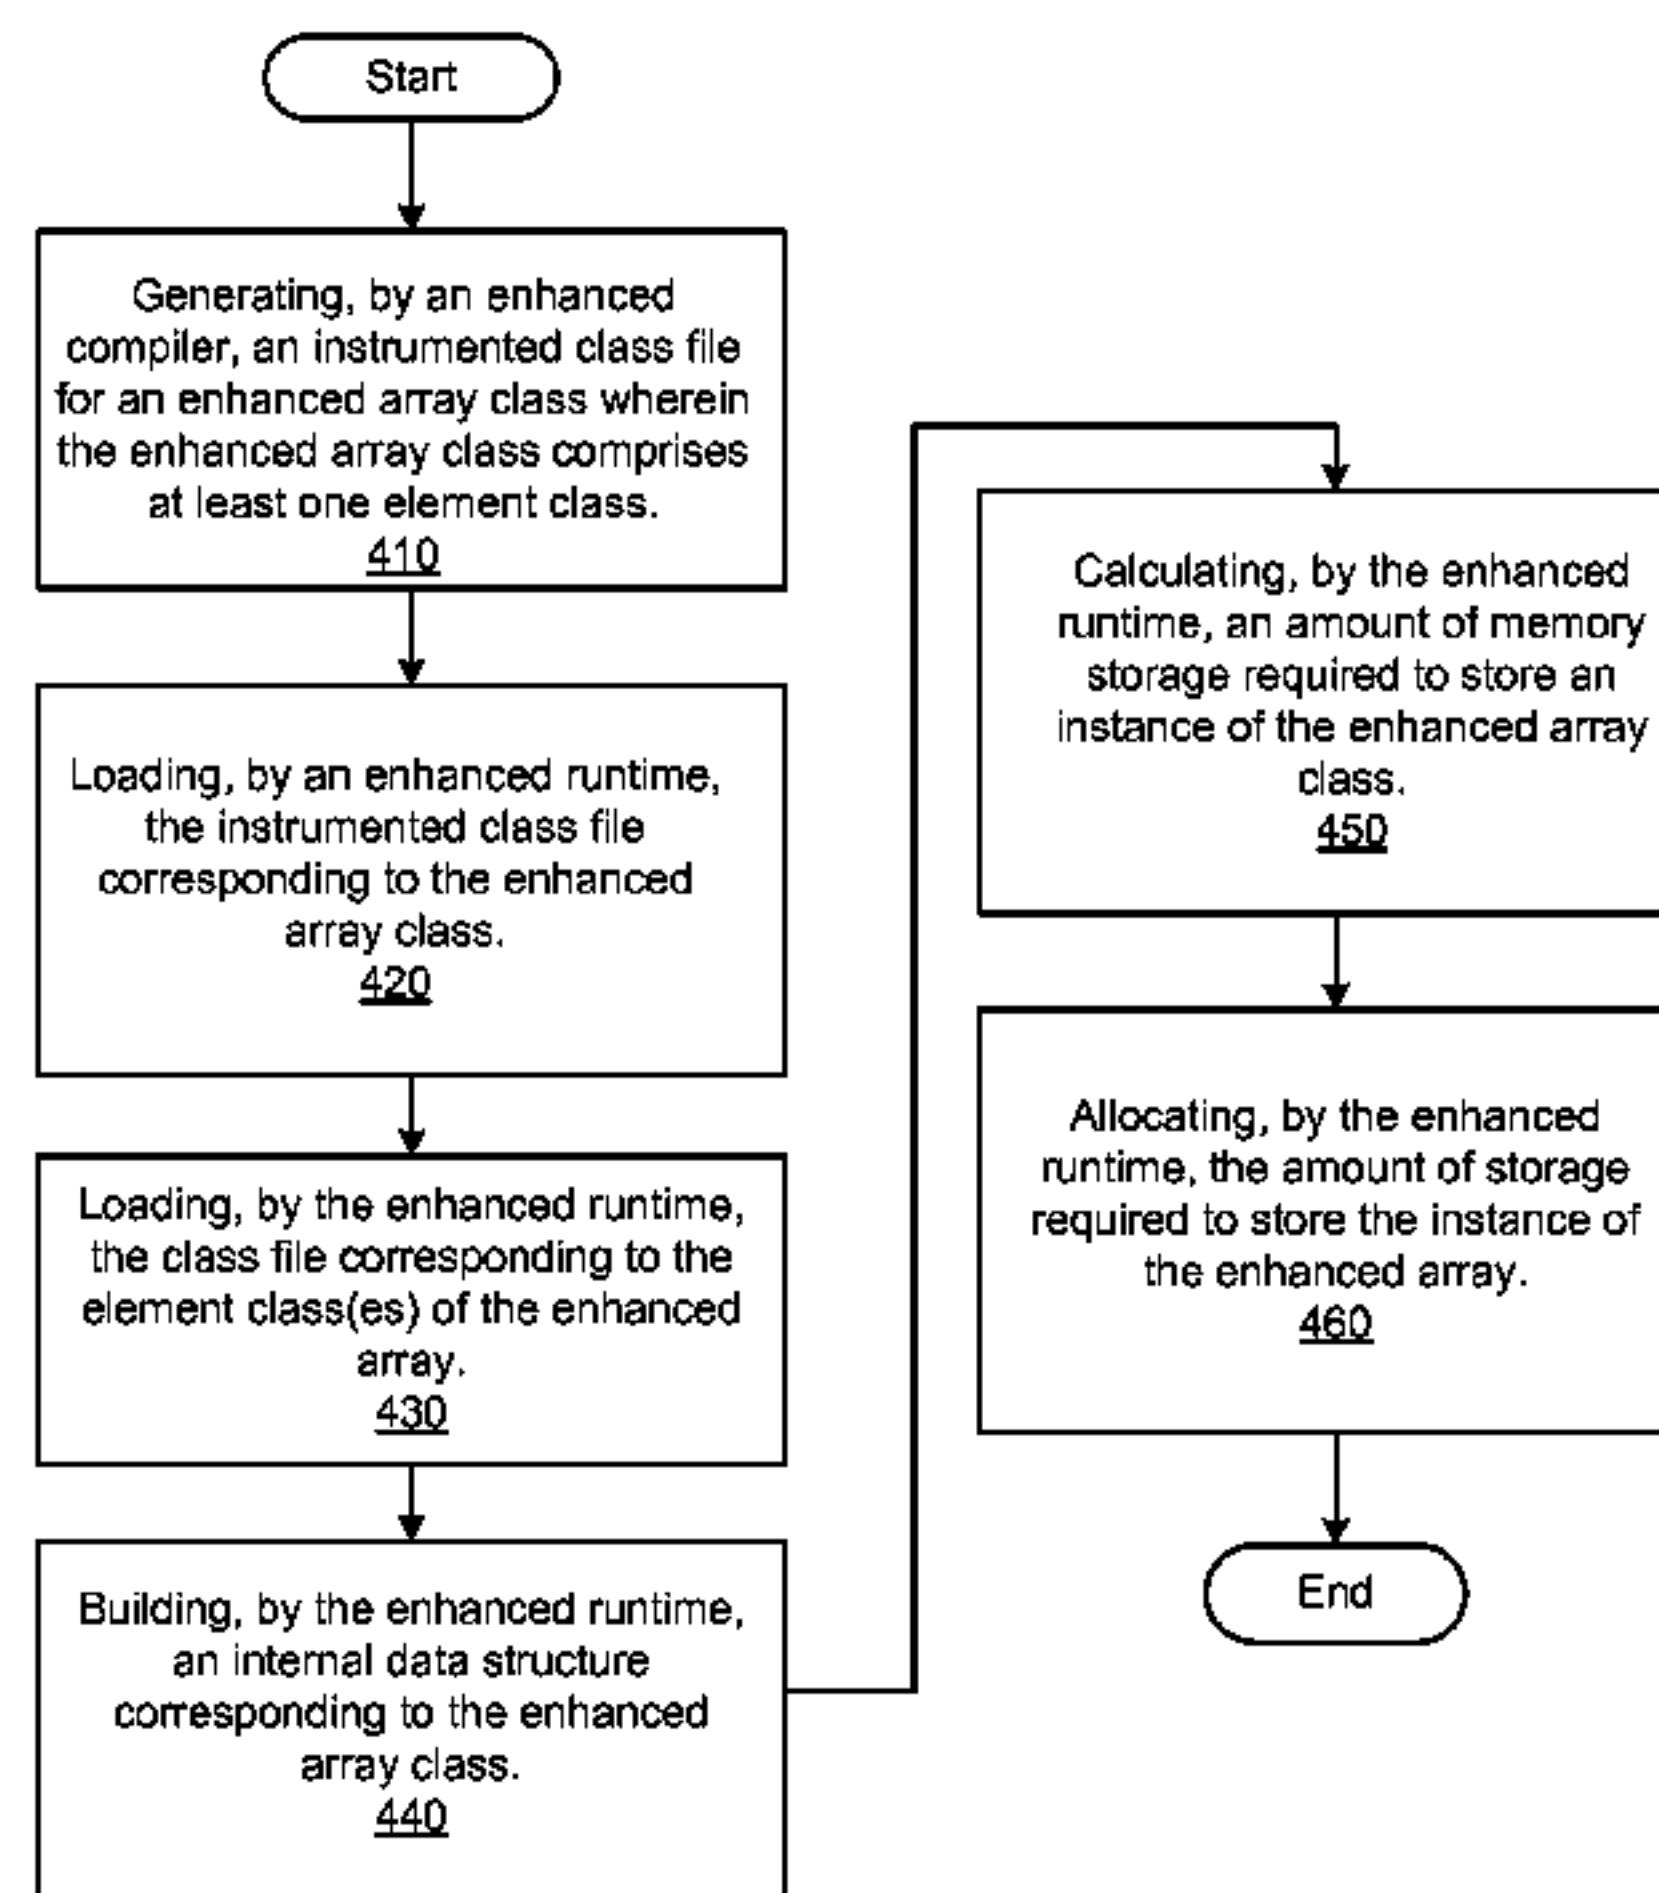 Start
Generating, by an enhanced
compiler, an instrumented class file
for an enhanced array class wherein
the enhanced array class comprises
at least one element class.
410
Loading, by an enhanced runtime,
the instrumented class file
corresponding to the enhanced
array class.
420
Loading, by the enhanced runtime,
the class file corresponding to the
element class(es) of the enhanced
array.
430
Building, by the enhanced runtime,
an internal data structure
corresponding to the enhanced
array class.
440
Calculating, by the enhanced
runtime, an amount of memory
storage required to store an
instance of the enhanced array
class.
450
Allocating, by the enhanced
runtime, the amount of storage
required to store the instance of
the enhanced array.
460
End